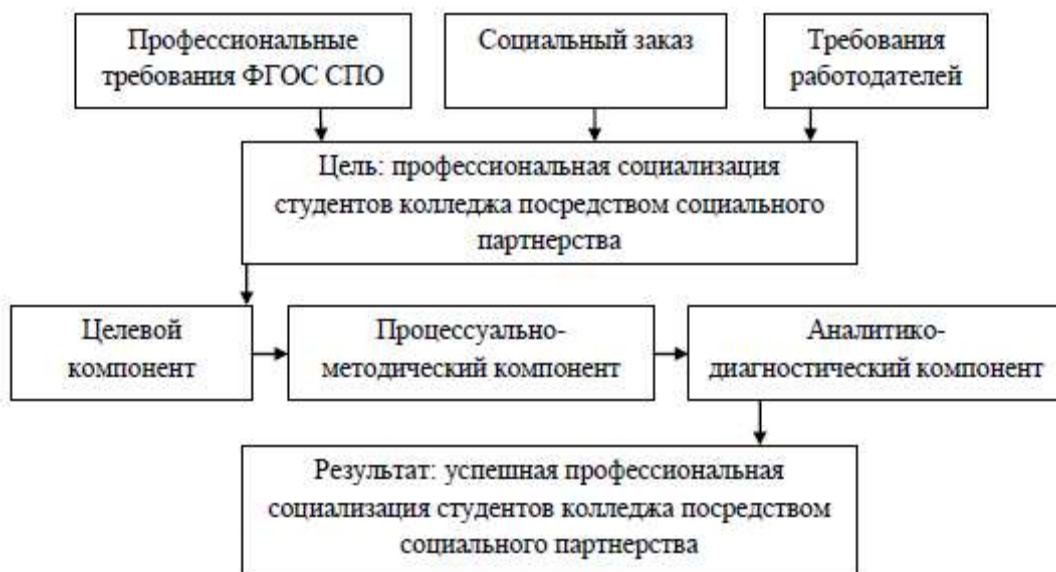 Профессиональные
требования ФГОС СПО
Социальный заказ
Требования
работодателей
Цель: профессиональная социализация
студентов колледжа посредством социального
партнерства
Целевой
компонент
Процессуально-
методический компонент
Аналитико-
диагностический компонент
Результат: успешная профессиональная
социализация студентов колледжа посредством
социального партнерства